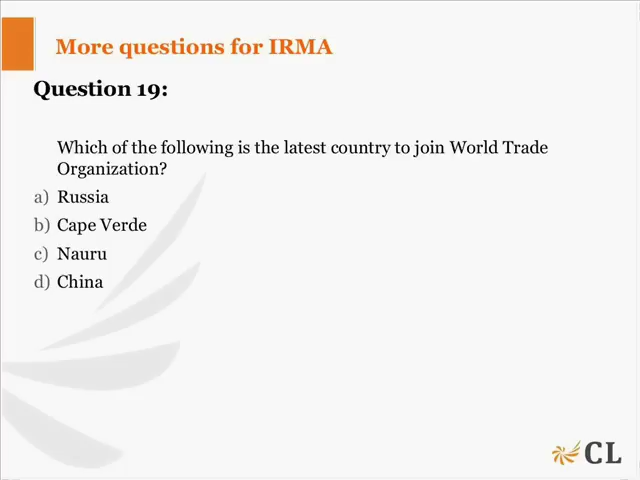 More questions for IRMA
Question 19:
Which of the following is the latest country to join World Trade
Organization?
a) Russia
b) Cape Verde
c) Nauru
d) China
CL